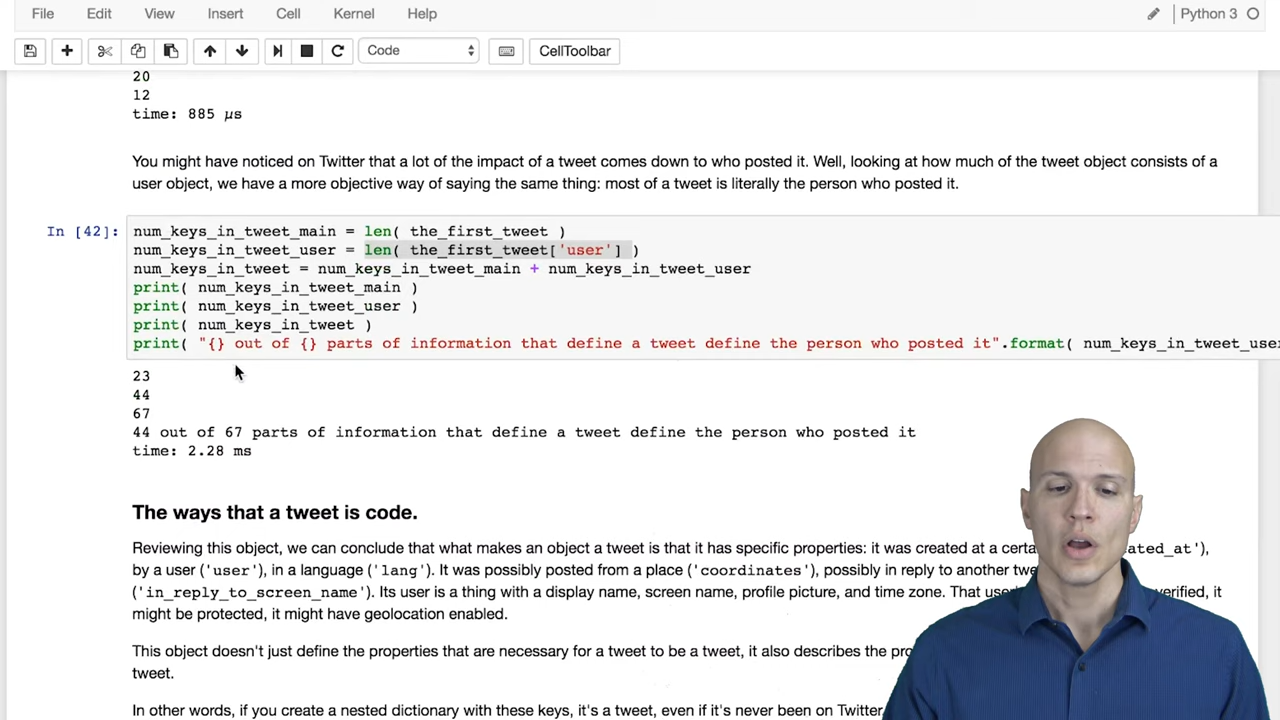 File Edit View Insert Cell Kernel Help Python 3
Code CellToolbar
20
12
time: 885 µs
You might have noticed on Twitter that a lot of the impact of a tweet comes down to who posted it. Well, looking at how much of the tweet object consists of a
user object, we have a more objective way of saying the same thing: most of a tweet is literally the person who posted it.
In [42]: num_keys_in_tweet_main = len( the_first_tweet )
num_keys_in_tweet_user = len( the_first_tweet['user'] )
num_keys_in_tweet = num_keys_in_tweet_main + num_keys_in_tweet_user
print( num_keys_in_tweet_main )
print( num_keys_in_tweet_user )
print( num_keys_in_tweet )
print( "{} out of {} parts of information that define a tweet define the person who posted it".format( num_keys_in_tweet_user
23
44
67
44 out of 67 parts of information that define a tweet define the person who posted it
time: 2.28 ms
The ways that a tweet is code.
Reviewing this object, we can conclude that what makes an object a tweet is that it has specific properties: it was created at a ated_at'),
by a user ('user'), in a language ('lang'). It was possibly posted from a place ('coordinates'), possibly in reply to another
('in_reply_to_screen_name'). Its user is a thing with a display name, screen name, profile picture, and time zone. That verified, it
might be protected, it might have geolocation enabled.
This object doesn't just define the properties that are necessary for a tweet to be a tweet, it also describes the
tweet.
In other words, if you create a nested dictionary with these keys, it's a tweet, even if it's never been on Twitter.